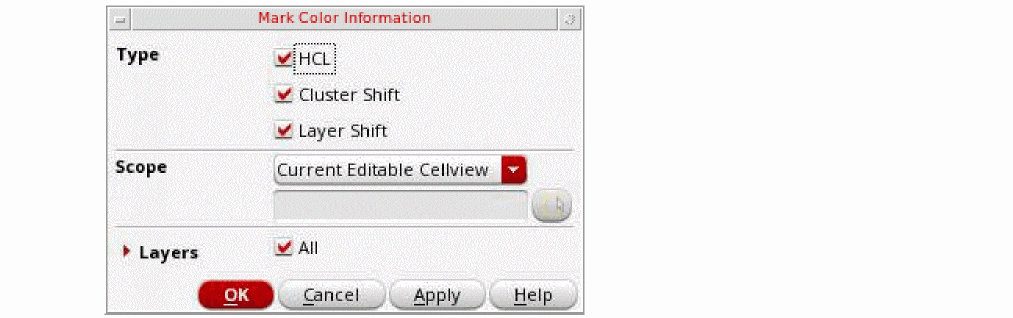 Mark Color Information
Type
HCL
Cluster Shift
Layer Shift
Scope
Current Editable Cellview
Layers
All
OK
Cancel
Apply
Help